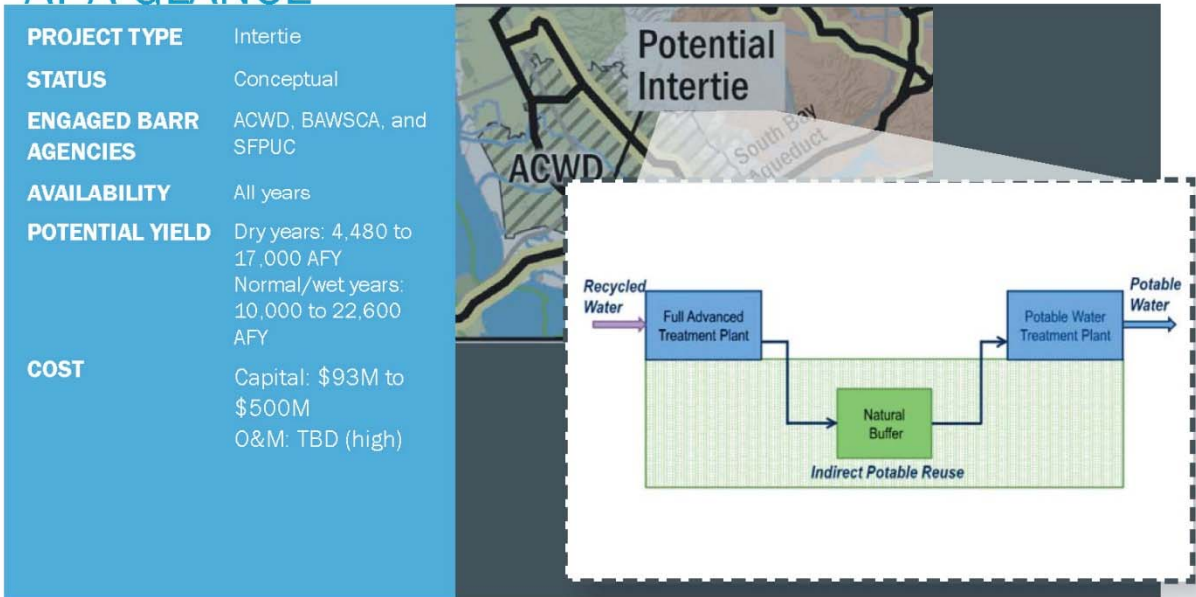 AT A GLANCE
PROJECT TYPE Intertie
STATUS Conceptual
ENGAGED BARR ACWD, BAWSCA, and
AGENCIES SFPUC
AVAILABILITY All years
POTENTIAL YIELD Dry years: 4,480 to
17,000 AFY
Normal/wet years:
10,000 to 22,600
AFY
COST Capital: $93M to
$500M
O&M: TBD (high)
Potential
Intertie
South Bay
Aqueduct
ACWD
Recycled
Water
Full Advanced
Treatment Plant
Natural
Buffer
Indirect Potable Reuse
Potable Water
Treatment Plant
Potable
Water